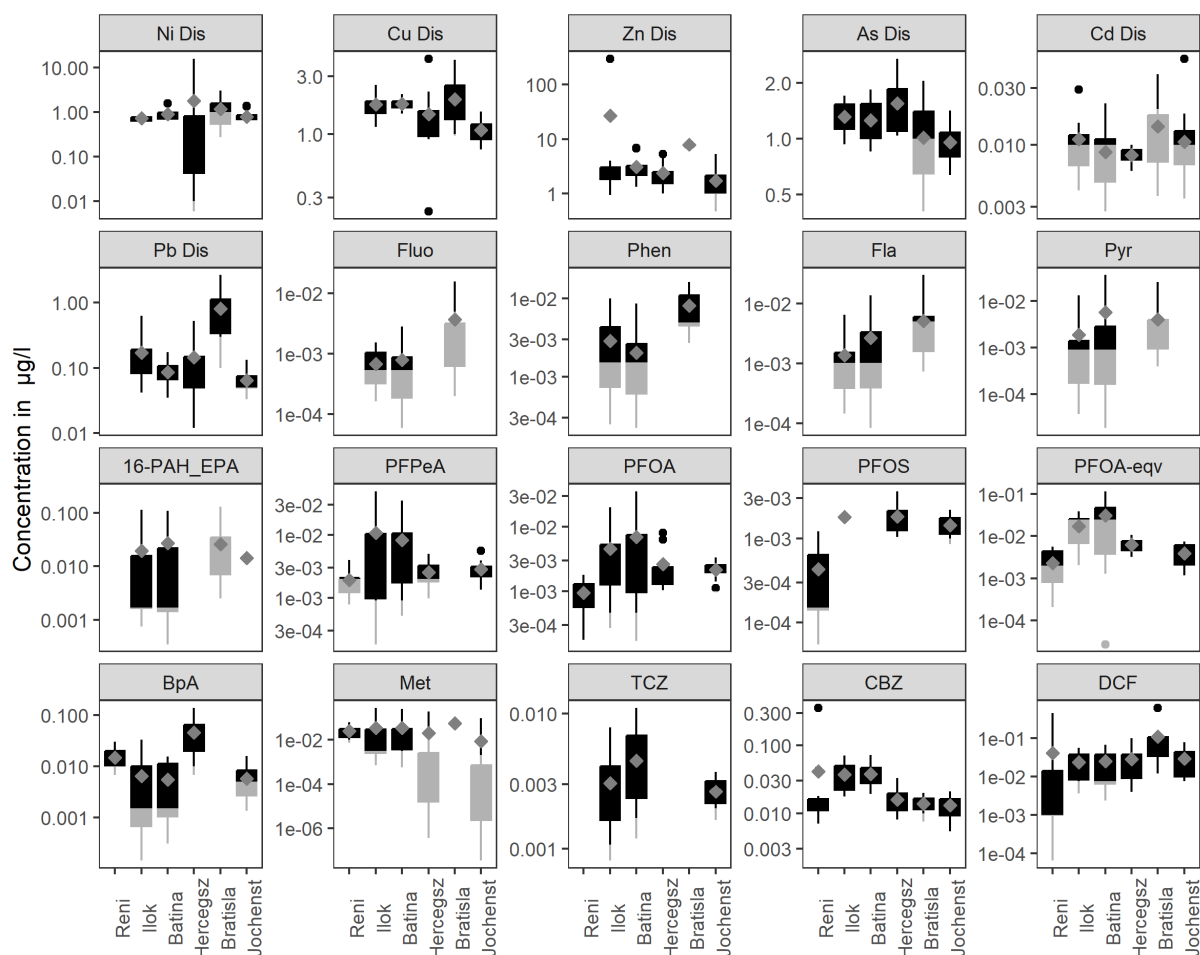 Concentration in µg/l
Ni Dis Cu Dis Zn Dis As Dis Cd Dis
10.00
1.00
0.10
0.01
3.0
1.0
0.3
100
10
1
2.0
1.0
0.5
0.030
0.010
0.003
Pb Dis Fluo Phen Fla Pyr
1.00
0.10
0.01
1e-02
1e-03
1e-04
1e-02
3e-03
1e-03
3e-04
1e-02
1e-03
1e-04
1e-02
1e-03
1e-04
16-PAH_EPA PFPeA PFOA PFOS PFOA-eqv
0.100
0.010
0.001
3e-02
1e-02
3e-03
1e-03
3e-04
3e-02
1e-02
3e-03
1e-03
3e-04
3e-03
1e-03
3e-04
1e-04
1e-01
1e-02
1e-03
1e-04
BpA Met TCZ CBZ DCF
0.100
0.010
0.001
1e-02
1e-04
1e-06
0.010
0.003
0.001
0.300
0.100
0.030
0.010
0.003
1e-01
1e-02
1e-03
1e-04
Reni
Ilok
Batina
Hercegsz
Bratisla
Jochenst
Reni
Ilok
Batina
Hercegsz
Bratisla
Jochenst
Reni
Ilok
Batina
Hercegsz
Bratisla
Jochenst
Reni
Ilok
Batina
Hercegsz
Bratisla
Jochenst
Reni
Ilok
Batina
Hercegsz
Bratisla
Jochenst